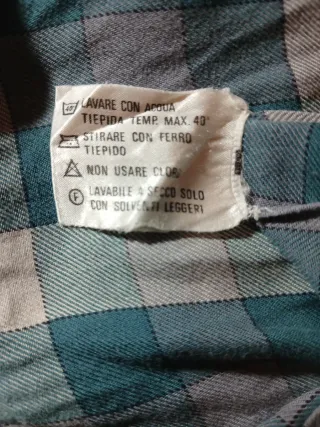 LAVARE CON ACQUA
TIEPIDA TEMP. MAX. 40°
STIRARE CON FERRO
TIEPIDO
NON USARE CLORO
F LAVABILE A SECCO SOLO
CON SOLVENTI LEGGERI